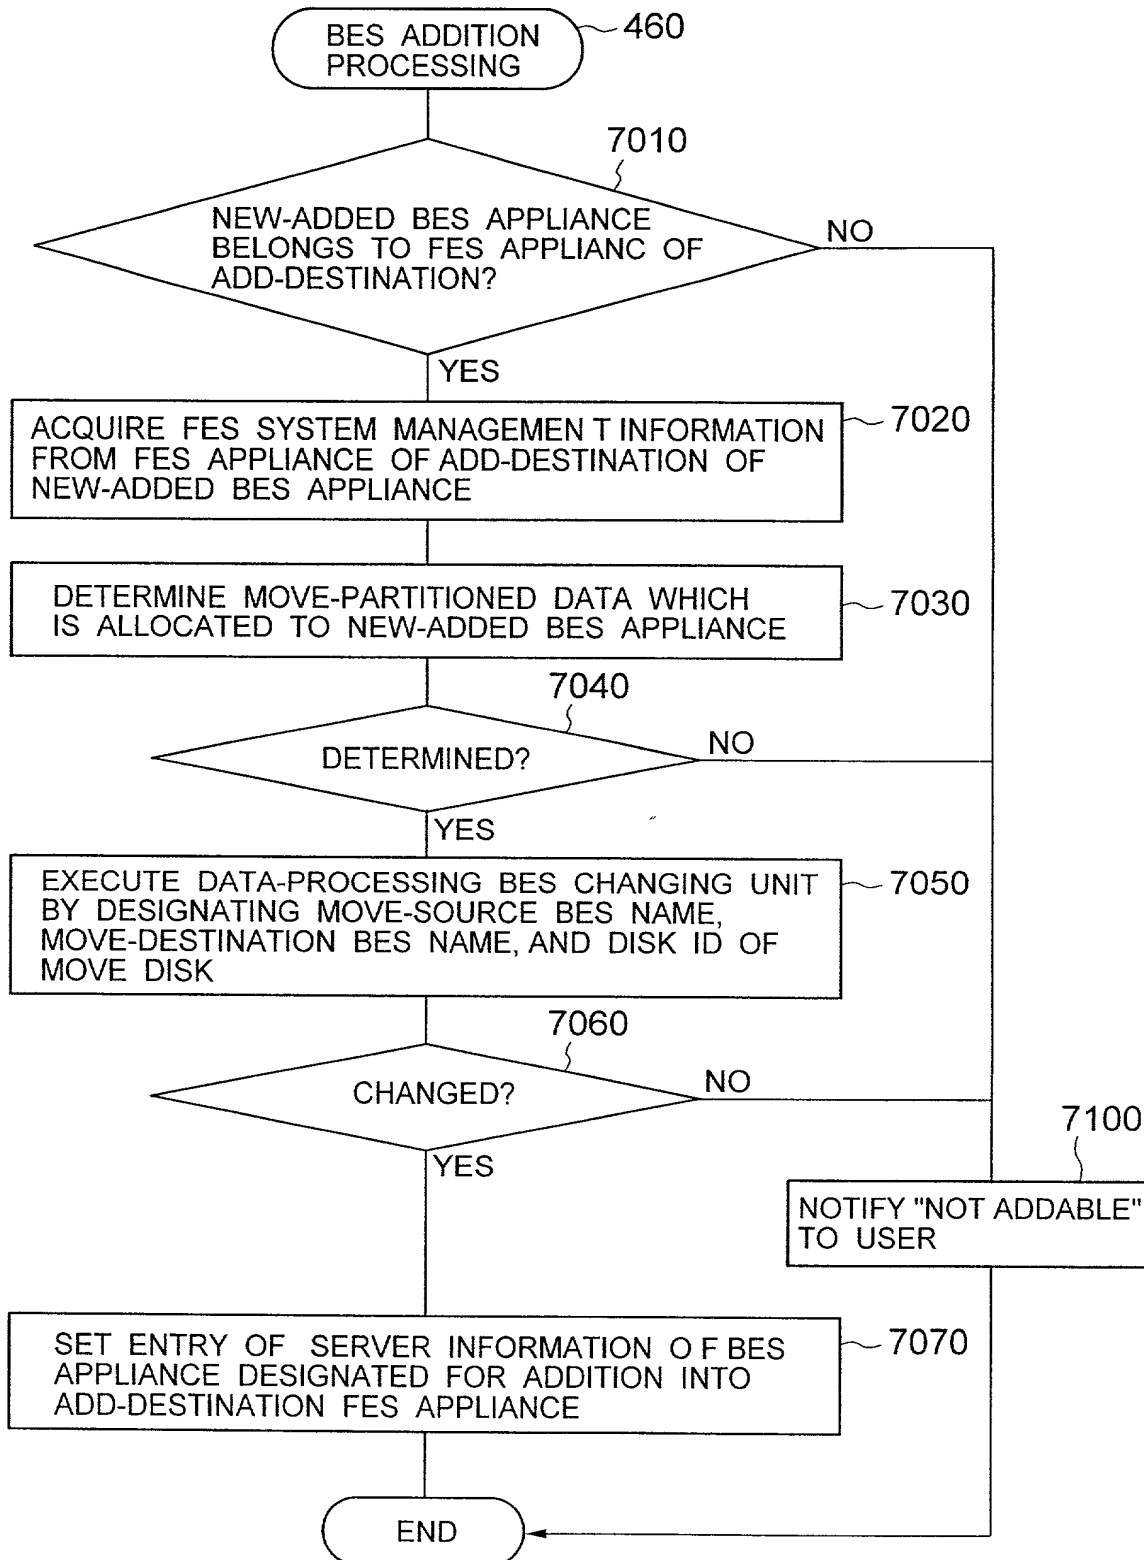 BES ADDITION
PROCESSING
460
7010
NEW-ADDED BES APPLIANCE
BELONGS TO FES APPLIANC OF
ADD-DESTINATION?
NO
YES
ACQUIRE FES SYSTEM MANAGEMEN T INFORMATION
FROM FES APPLIANCE OF ADD-DESTINATION OF
NEW-ADDED BES APPLIANCE
7020
DETERMINE MOVE-PARTITIONED DATA WHICH
IS ALLOCATED TO NEW-ADDED BES APPLIANCE
7030
7040
DETERMINED?
NO
YES
EXECUTE DATA-PROCESSING BES CHANGING UNIT
BY DESIGNATING MOVE-SOURCE BES NAME,
MOVE-DESTINATION BES NAME, AND DISK ID OF
MOVE DISK
7050
7060
CHANGED?
NO
YES
7100
NOTIFY "NOT ADDABLE"
TO USER
SET ENTRY OF SERVER INFORMATION O F BES
APPLIANCE DESIGNATED FOR ADDITION INTO
ADD-DESTINATION FES APPLIANCE
7070
END